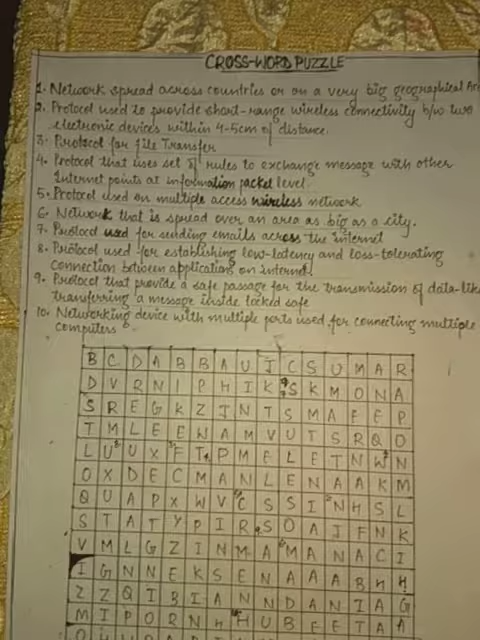 CROSS-WORD PUZZLE
1. Network spread across countries or on a very big geographical Are
2. Protocol used to provide short-range wireless connectivity b/w two
electronic devices within 4-5cm of distance.
3. Protocol for file Transfer
4. Protocol that uses set of rules to exchange message with other
Internet points at information packet level.
5. Protocol used on multiple access wireless network
6. Network that is spread over an area as big as a city.
7. Protocol used for sending emails across the internet
8. Protocol used for establishing low-latency and loss-tolerating
connection between application on internet.
9. Protocol that provide a safe passage for the transmission of data-like
transferring a message inside locked safe
10. Networking device with multiple ports used for connecting multiple
computers
B C D A B B A U J C S U M A R
D V R N I P H I K S K M O N A
S R E G K Z I N T S M A F E P
T M L E E W A M V U T S R Q O
L U U X F T P M E L E T N W N
O X D E C M A N L E N A A K M
Q U A P X W V C S S I N H S L
S T A T Y P I R S O A J F N K
V M L G Z I N M A M A N A C I
I G N N E K S E N A A A B H H
Z Z Q I B I A N N D A N I A G
M I P O R N H H U B F E T A A